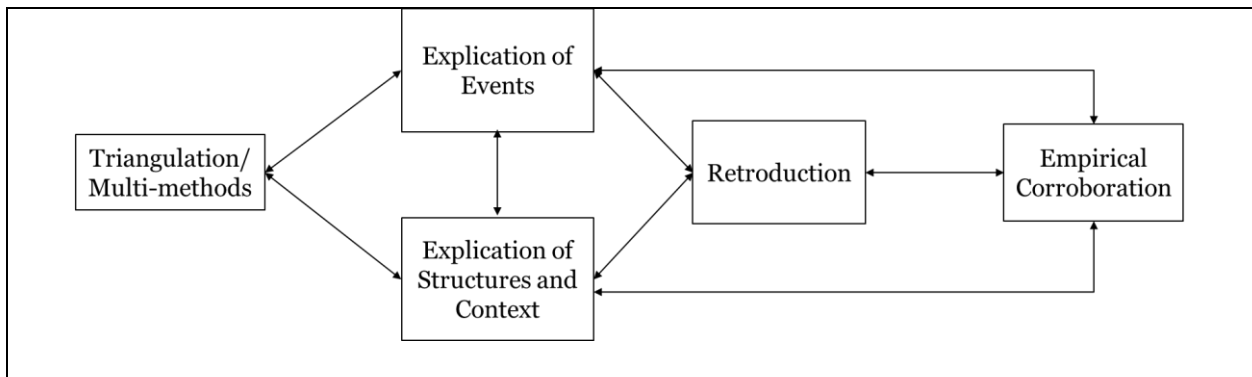 Explication of
Events
Triangulation/
Multi-methods
Retroduction
Empirical
Corroboration
Explication of
Structures and
Context